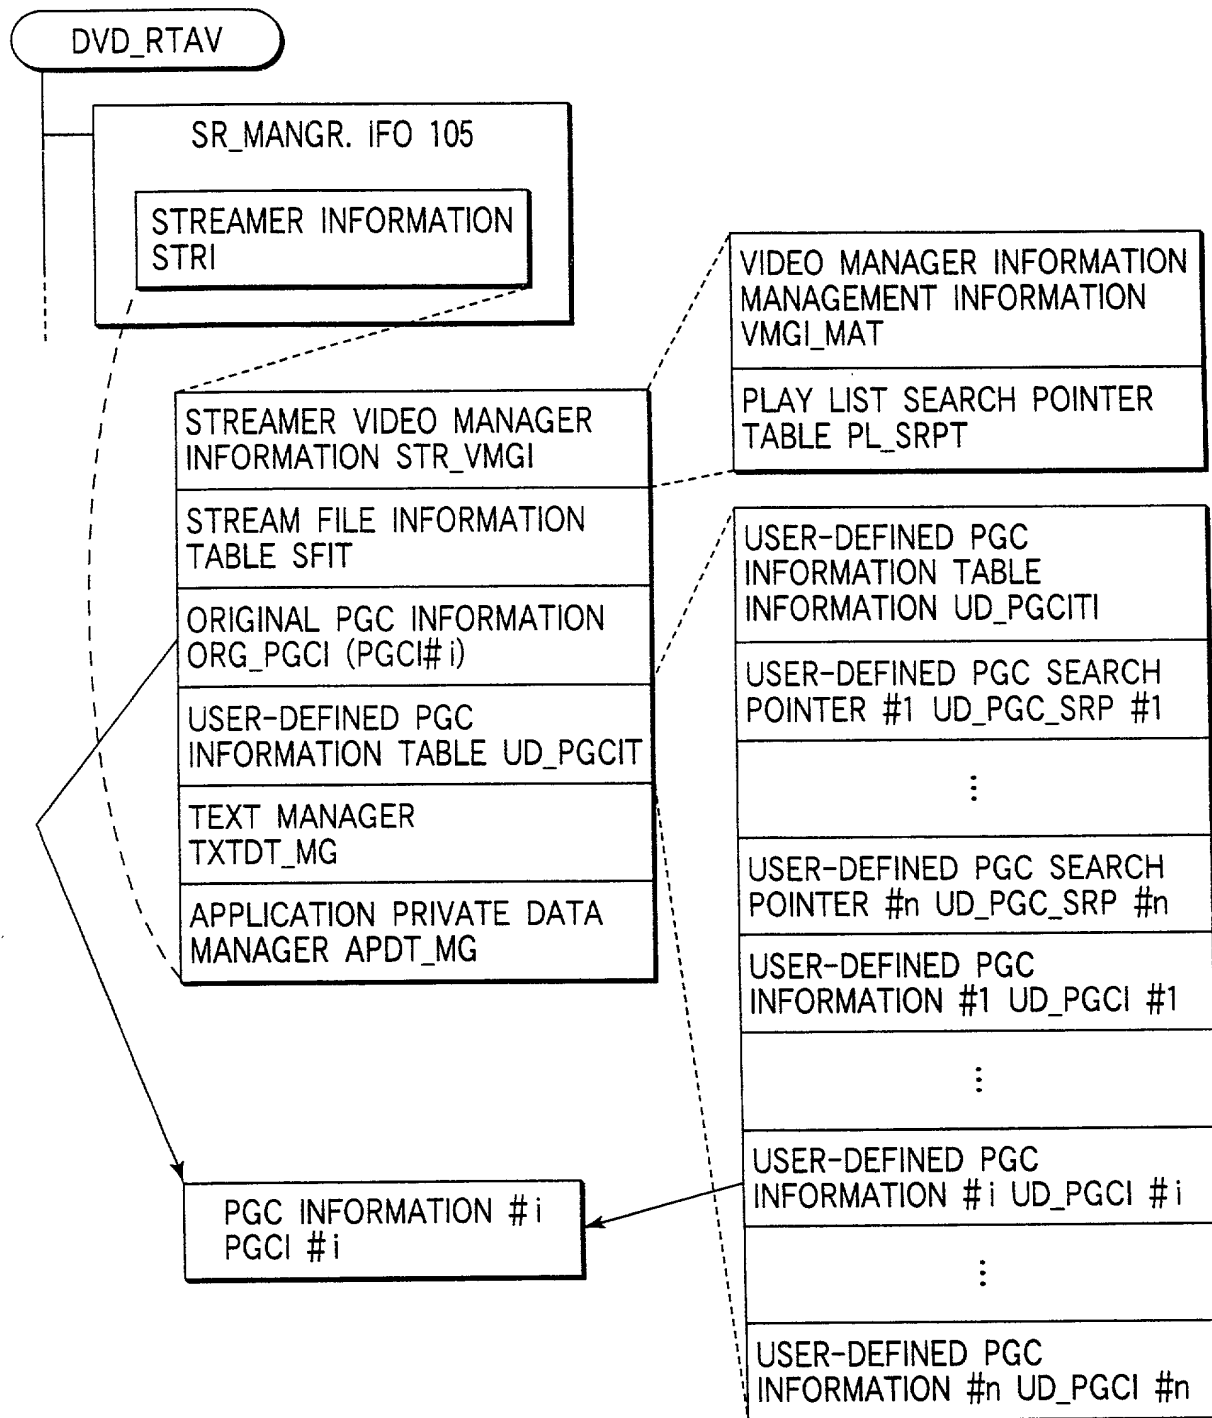 DVD_RTAV
SR_MANGR. IFO 105
STREAMER INFORMATION
STRI
VIDEO MANAGER INFORMATION
MANAGEMENT INFORMATION
VMGI_MAT
PLAY LIST SEARCH POINTER
TABLE PL_SRPT
STREAMER VIDEO MANAGER
INFORMATION STR_VMGI
STREAM FILE INFORMATION
TABLE SFIT
ORIGINAL PGC INFORMATION
ORG_PGCI (PGCI#i)
USER-DEFINED PGC
INFORMATION TABLE UD_PGCIT
TEXT MANAGER
TXTDT_MG
APPLICATION PRIVATE DATA
MANAGER APDT_MG
USER-DEFINED PGC
INFORMATION TABLE
INFORMATION UD_PGCITI
USER-DEFINED PGC SEARCH
POINTER #1 UD_PGC_SRP #1
⋮
USER-DEFINED PGC SEARCH
POINTER #n UD_PGC_SRP #n
USER-DEFINED PGC
INFORMATION #1 UD_PGCI #1
⋮
USER-DEFINED PGC
INFORMATION #i UD_PGCI #i
⋮
USER-DEFINED PGC
INFORMATION #n UD_PGCI #n
PGC INFORMATION #i
PGCI #i